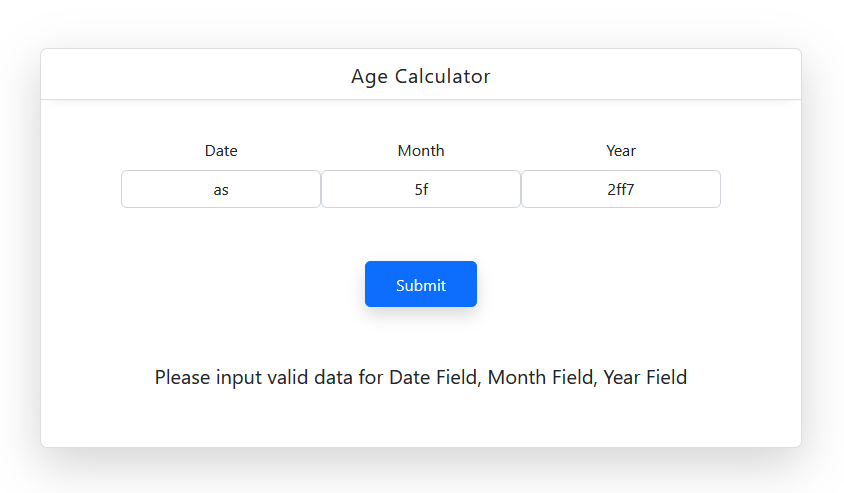 Age Calculator
Date Month Year
as 5f 2ff7
Submit
Please input valid data for Date Field, Month Field, Year Field